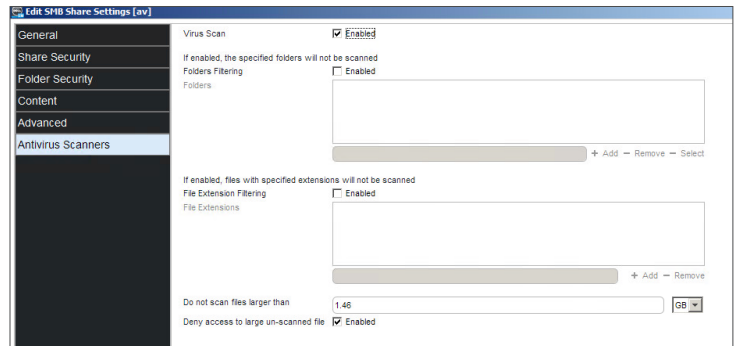 Edit SMB Share Settings [av]
General
Share Security
Folder Security
Content
Advanced
Antivirus Scanners
Virus Scan Enabled
If enabled, the specified folders will not be scanned
Folders Filtering Enabled
Folders
+ Add − Remove − Select
If enabled, files with specified extensions will not be scanned
File Extension Filtering Enabled
File Extensions
+ Add − Remove
Do not scan files larger than 1.46 GB
Deny access to large un-scanned file Enabled